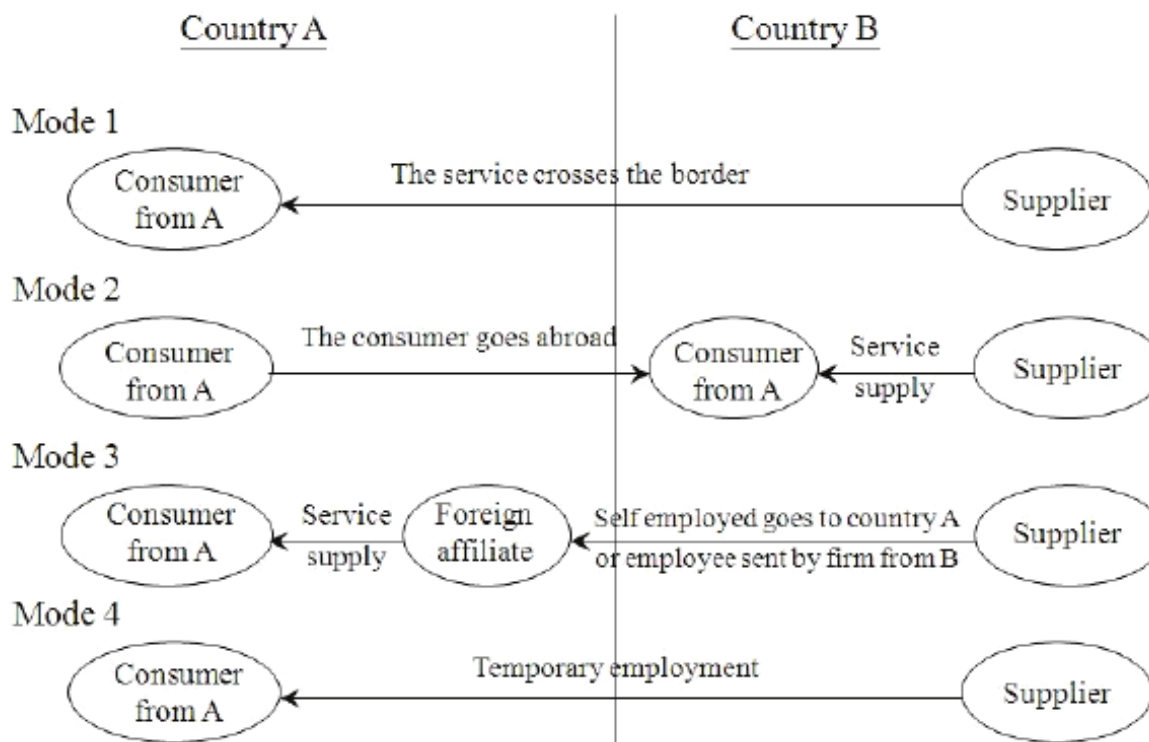 Country A
Country B
Mode 1
Consumer
from A
The service crosses the border
Supplier
Mode 2
Consumer
from A
The consumer goes abroad
Consumer
from A
Service
supply
Supplier
Mode 3
Consumer
from A
Service
supply
Foreign
affiliate
Self employed goes to country A
or employee sent by firm from B
Supplier
Mode 4
Consumer
from A
Temporary employment
Supplier